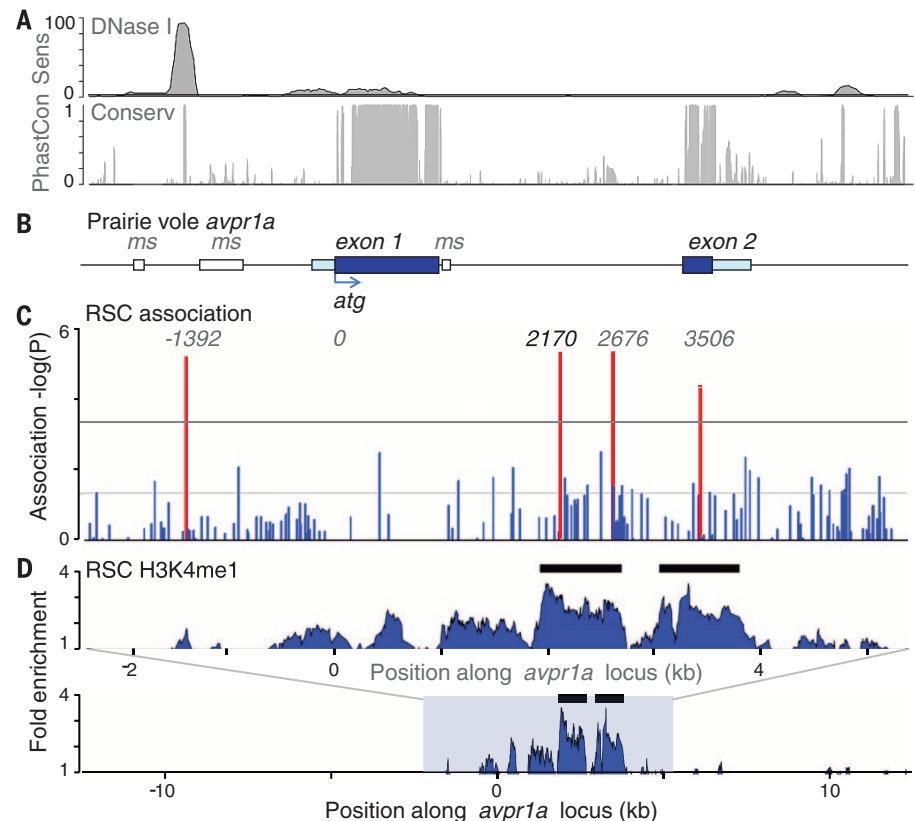 A
DNase I
PhastCon Sens
100
0
Conserv
1
0
B
Prairie vole avpr1a
ms ms exon 1 ms exon 2
atg
C
RSC association
-1392 0 2170 2676 3506
Association -log(P)
6
0
D
RSC H3K4me1
Fold enrichment
4
1
2 0 4
Position along avpr1a locus (kb)
4
1
-10 0 10
Position along avpr1a locus (kb)